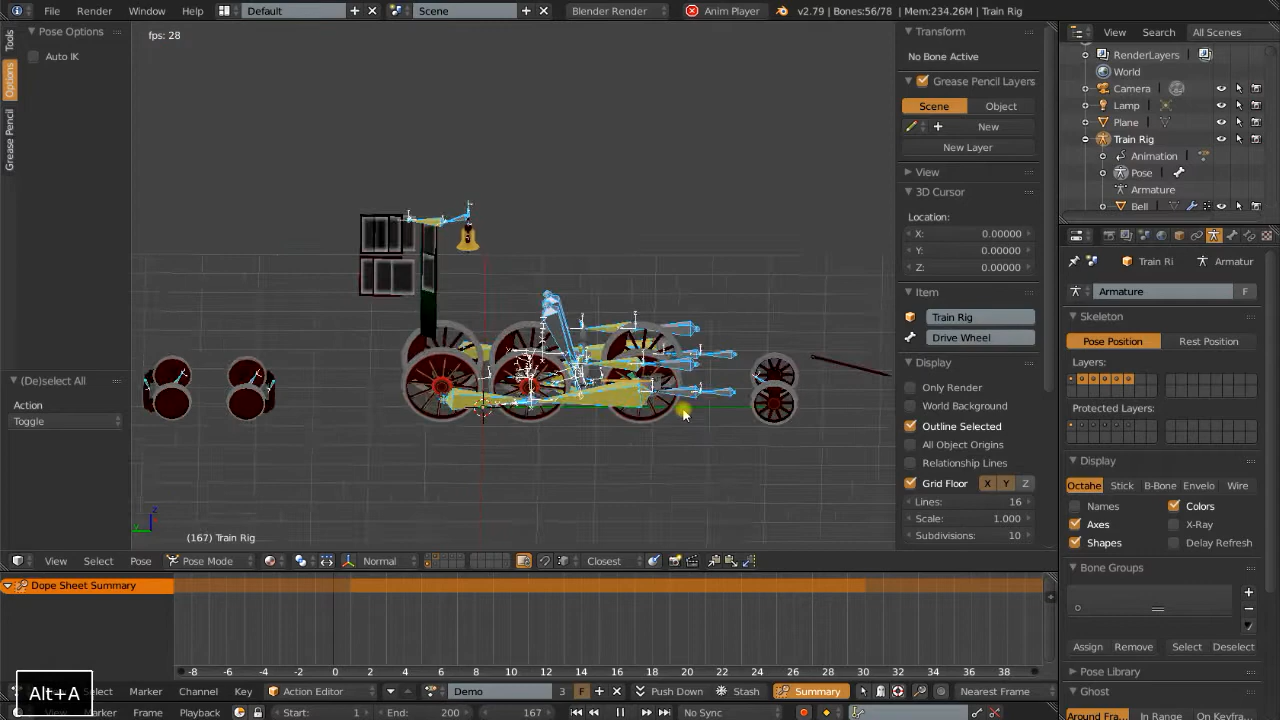 File Render Window Help Default Scene Blender Render Anim Player v2.79 | Bones:56/78 | Mem:234.26M | Train Rig
Tools
Options
Grease Pencil
Pose Options
Auto IK
(De)select All
Action
Toggle
fps: 28
(167) Train Rig
View Select Pose Pose Mode Normal Closest
Transform
No Bone Active
Grease Pencil Layers
Scene Object
New
New Layer
View
3D Cursor
Location:
X: 0.00000
Y: 0.00000
Z: 0.00000
Item
Train Rig
Drive Wheel
Display
Only Render
World Background
Outline Selected
All Object Origins
Relationship Lines
Grid Floor X Y Z
Lines: 16
Scale: 1.000
Subdivisions: 10
View Search All Scenes
RenderLayers
World
Camera
Lamp
Plane
Train Rig
Animation
Pose
Armature
Bell
Train Ri Armatur
Armature F
Skeleton
Pose Position Rest Position
Layers:
Protected Layers:
Display
Octahe Stick B-Bone Envelo Wire
Names Colors
Axes X-Ray
Shapes Delay Refresh
Bone Groups
Assign Remove Select Deselect
Pose Library
Ghost
Around Fra... In Range On Keyfr...
Dope Sheet Summary
-8 -6 -4 -2 0 2 4 6 8 10 12 14 16 18 20 22 24 26 28 30 32 34 36 38
Select Marker Channel Key Action Editor Demo 3 F Push Down Stash Summary Nearest Frame
Marker Frame Playback Start: 1 End: 200 167 No Sync
Alt+A